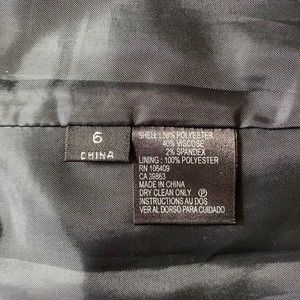 6
CHINA
SHELL : 58% POLYESTER
40% VISCOSE
2% SPANDEX
LINING : 100% POLYESTER
RN 106409
CA 39863
MADE IN CHINA
DRY CLEAN ONLY Ⓟ
INSTRUCTIONS AU DOS
VER AL DORSO PARA CUIDADO